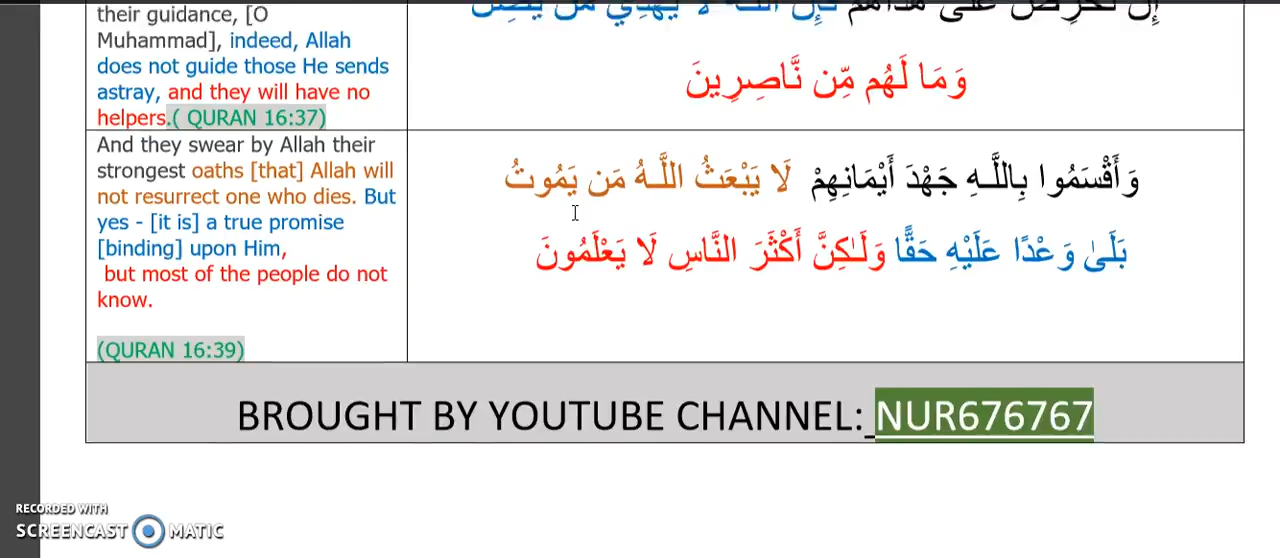 their guidance, [O
Muhammad], indeed, Allah
does not guide those He sends
astray, and they will have no
helpers.( QURAN 16:37)
إِن تَحْرِصْ عَلَىٰ هُدَاهُمْ فَإِنَّ اللَّـهَ لَا يَهْدِي مَن يُضِلُّ
وَمَا لَهُم مِّن نَّاصِرِينَ
And they swear by Allah their
strongest oaths [that] Allah will
not resurrect one who dies. But
yes - [it is] a true promise
[binding] upon Him,
but most of the people do not
know.
(QURAN 16:39)
وَأَقْسَمُوا بِاللَّـهِ جَهْدَ أَيْمَانِهِمْ لَا يَبْعَثُ اللَّـهُ مَن يَمُوتُ
بَلَىٰ وَعْدًا عَلَيْهِ حَقًّا وَلَـٰكِنَّ أَكْثَرَ النَّاسِ لَا يَعْلَمُونَ
BROUGHT BY YOUTUBE CHANNEL: NUR676767
RECORDED WITH
SCREENCAST MATIC